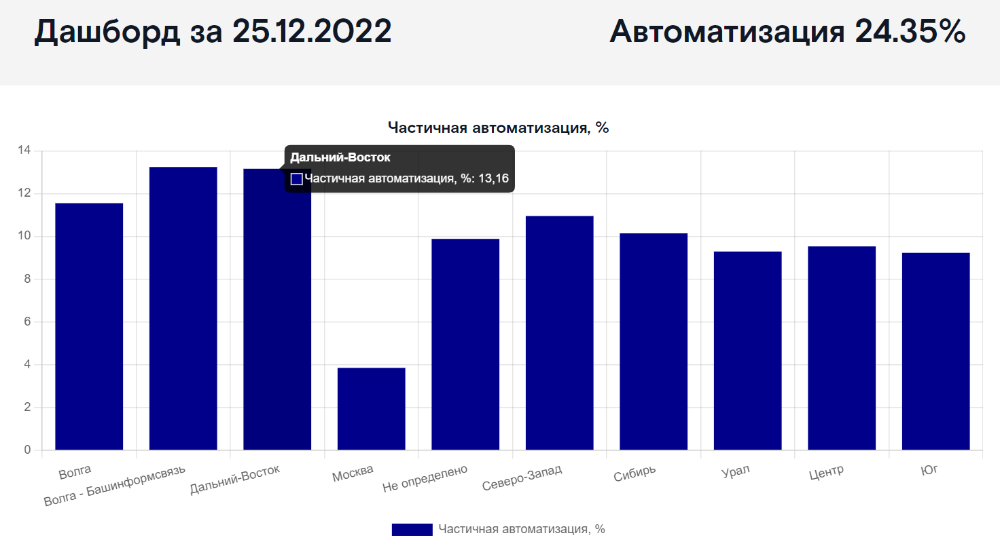 Дашборд за 25.12.2022
Автоматизация 24.35%
Частичная автоматизация, %
Дальний-Восток
Частичная автоматизация, %: 13,16
14
12
10
8
6
4
2
0
Волга
Волга - Башинформсвязь
Дальний-Восток
Москва
Не определено
Северо-Запад
Сибирь
Урал
Центр
Юг
Частичная автоматизация, %